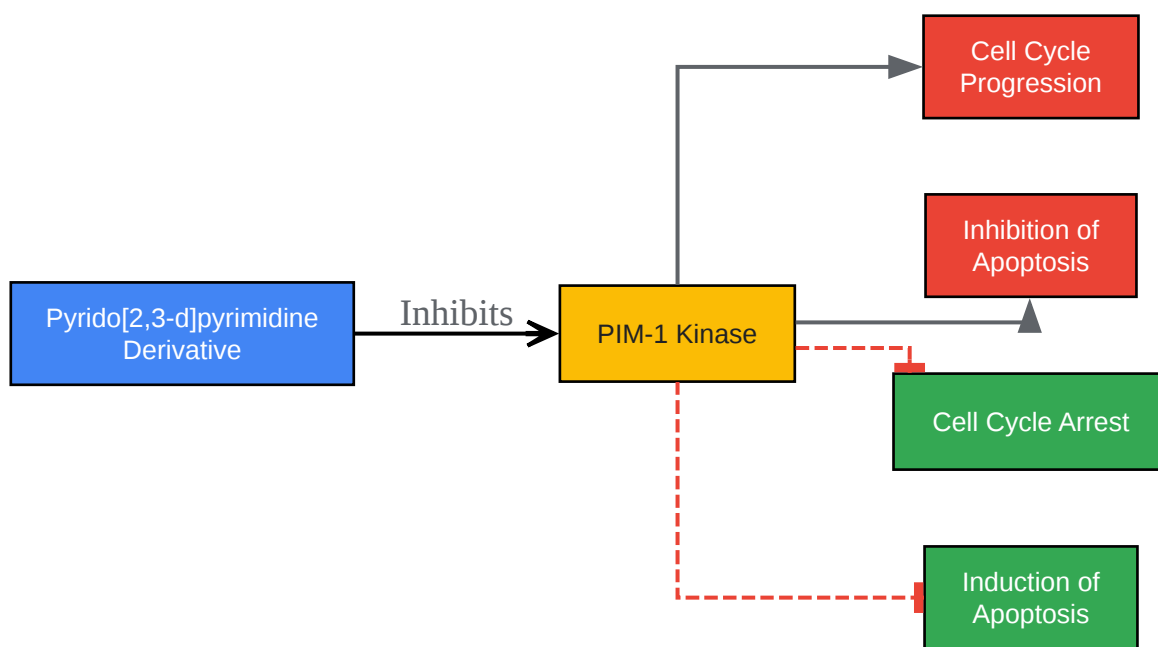 Cell Cycle
Progression
Inhibition of
Apoptosis
Pyrido[2,3-d]pyrimidine
Derivative
Inhibits
PIM-1 Kinase
Cell Cycle Arrest
Induction of
Apoptosis